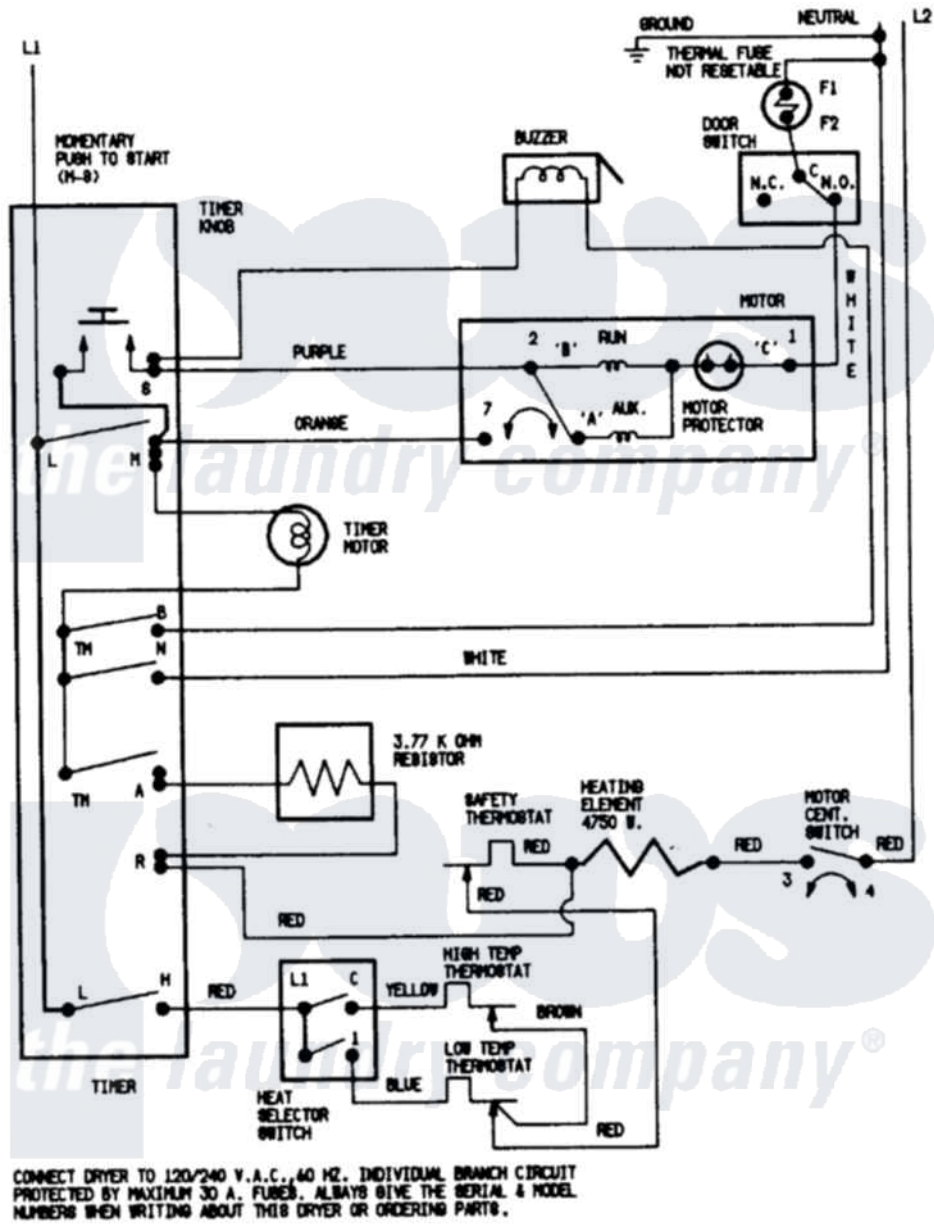 L1
GROUND
NEUTRAL
L2
THERMAL FUSE
NOT RESETABLE
F1
F2
MOMENTARY
PUSH TO START
(M-S)
BUZZER
DOOR
SWITCH
C
N.C.
N.O.
TIMER
KNOB
WHITE
MOTOR
PURPLE
2
'B'
RUN
'C'
1
S
7
'A'
AUX.
MOTOR
PROTECTOR
ORANGE
L
M
the laundry company®
TIMER
MOTOR
B
TM
N
WHITE
3.77 K OHM
RESISTOR
TM
A
SAFETY
THERMOSTAT
HEATING
ELEMENT
4750 W.
MOTOR
CENT.
SWITCH
RED
RED
RED
R
RED
3
4
RED
HIGH TEMP
THERMOSTAT
L
H
RED
L1
C
YELLOW
BROWN
1
LOW TEMP
THERMOSTAT
the laundry company®
TIMER
BLUE
HEAT
SELECTOR
SWITCH
RED
CONNECT DRYER TO 120/240 V.A.C.,60 HZ. INDIVIDUAL BRANCH CIRCUIT
PROTECTED BY MAXIMUM 30 A. FUSES. ALWAYS GIVE THE SERIAL & MODEL
NUMBERS WHEN WRITING ABOUT THIS DRYER OR ORDERING PARTS.